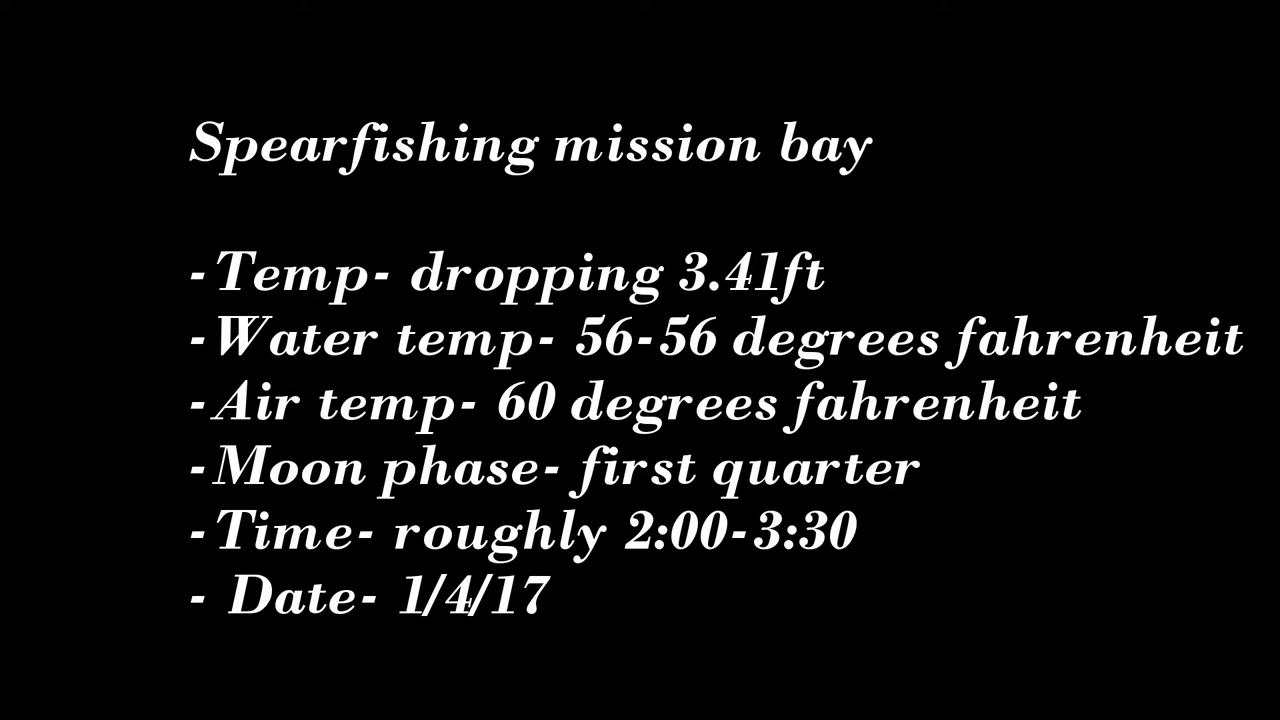 Spearfishing mission bay
-Temp- dropping 3.41ft
-Water temp- 56-56 degrees fahrenheit
-Air temp- 60 degrees fahrenheit
-Moon phase- first quarter
-Time- roughly 2:00-3:30
- Date- 1/4/17